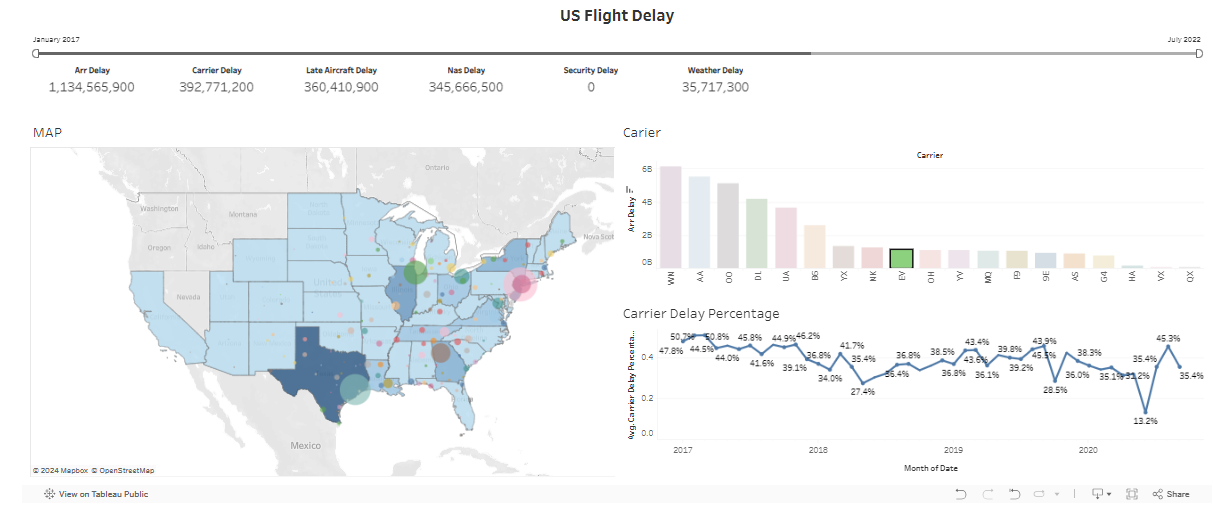 US Flight Delay
January 2017
July 2022
Arr Delay Carrier Delay Late Aircraft Delay Nas Delay Security Delay Weather Delay
1,134,565,900 392,771,200 360,410,900 345,666,500 0 35,717,300
MAP
Ontario
Washington
Montana
Oregon
Idaho
Nevada
United
States
Nova Scot
Mexico
© 2024 Mapbox © OpenStreetMap
Carier
Carrier
Arr Delay
6B
4B
2B
0B
WN AA OO DL UA B6 YX NK EV OH YV MQ F9 9E AS G4 HA VX QX
Carrier Delay Percentage
Avg. Carrier Delay Percenta...
0.4
0.2
0.0
47.8% 50.7% 44.5% 50.8% 44.0% 45.8% 41.6% 44.9% 39.1% 46.2% 36.8% 34.0% 41.7% 35.4% 27.4% 36.4% 36.8% 38.5% 36.8% 43.4% 43.6% 36.1% 39.8% 39.2% 43.9% 45.5% 28.5% 36.0% 38.3% 35.1% 13.2% 35.4% 45.3% 35.4%
2017 2018 2019 2020
Month of Date
View on Tableau Public
Share